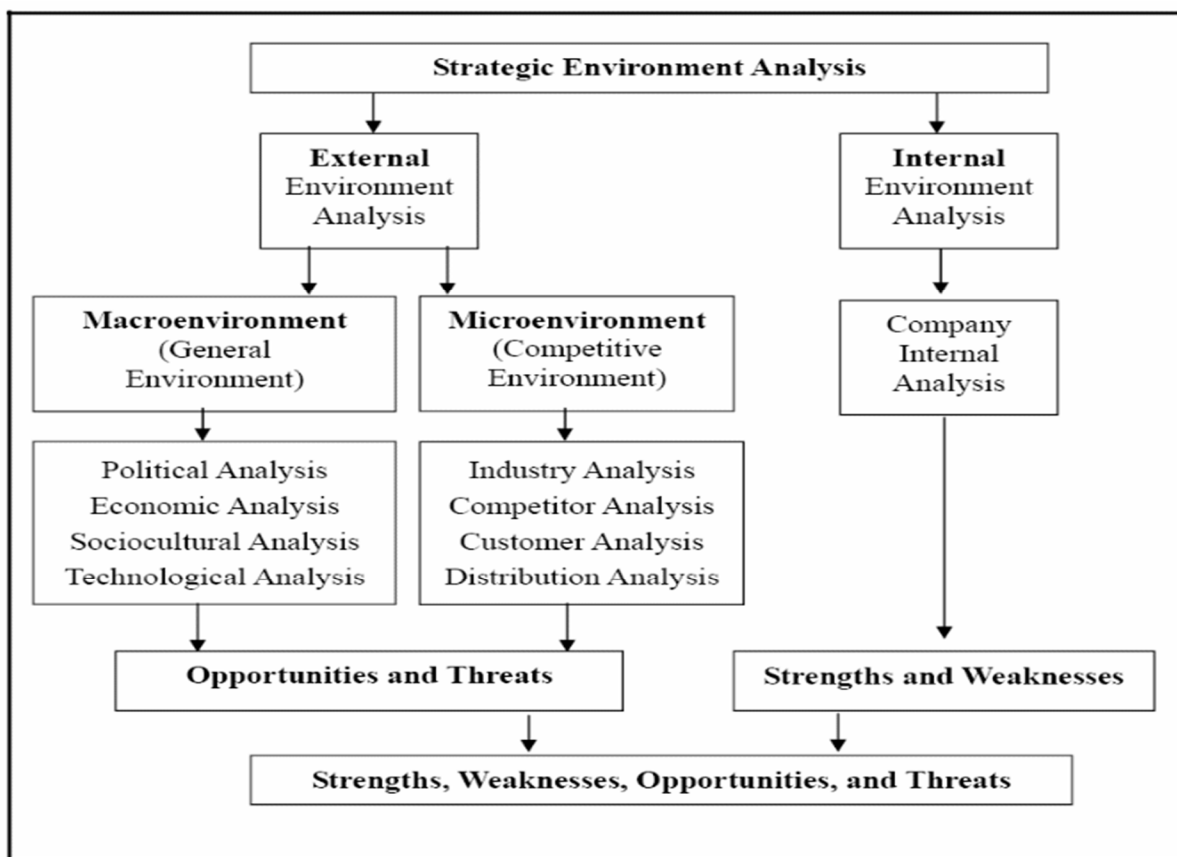 Strategic Environment Analysis
External
Environment
Analysis
Internal
Environment
Analysis
Macroenvironment
(General
Environment)
Microenvironment
(Competitive
Environment)
Company
Internal
Analysis
Political Analysis
Economic Analysis
Sociocultural Analysis
Technological Analysis
Industry Analysis
Competitor Analysis
Customer Analysis
Distribution Analysis
Opportunities and Threats
Strengths and Weaknesses
Strengths, Weaknesses, Opportunities, and Threats